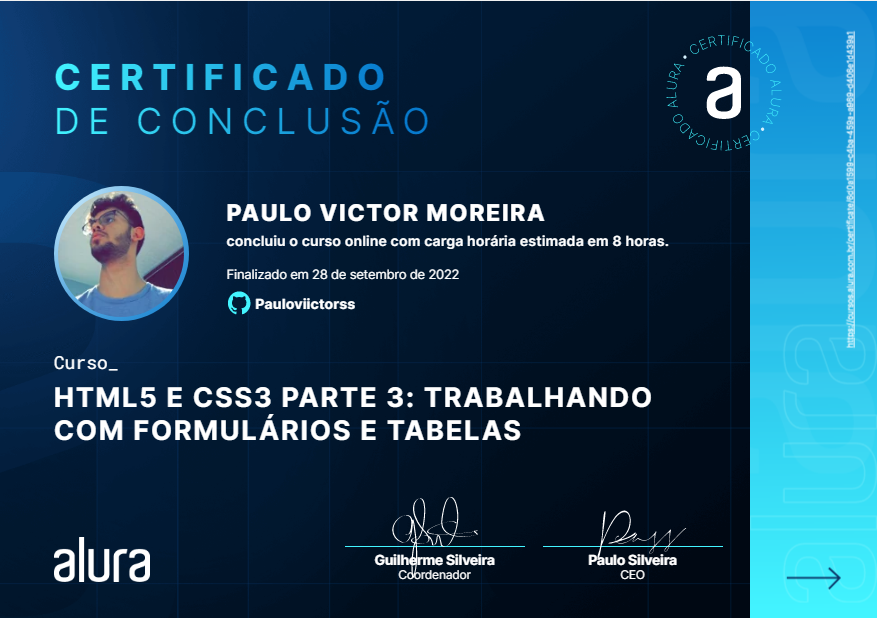 CERTIFICADO
DE CONCLUSÃO
CERTIFICADO ALURA • CERTIFICADO ALURA •
a
PAULO VICTOR MOREIRA
concluiu o curso online com carga horária estimada em 8 horas.
Finalizado em 28 de setembro de 2022
Pauloviictorss
Curso_
HTML5 E CSS3 PARTE 3: TRABALHANDO
COM FORMULÁRIOS E TABELAS
alura
Guilherme Silveira
Coordenador
Paulo Silveira
CEO
alura